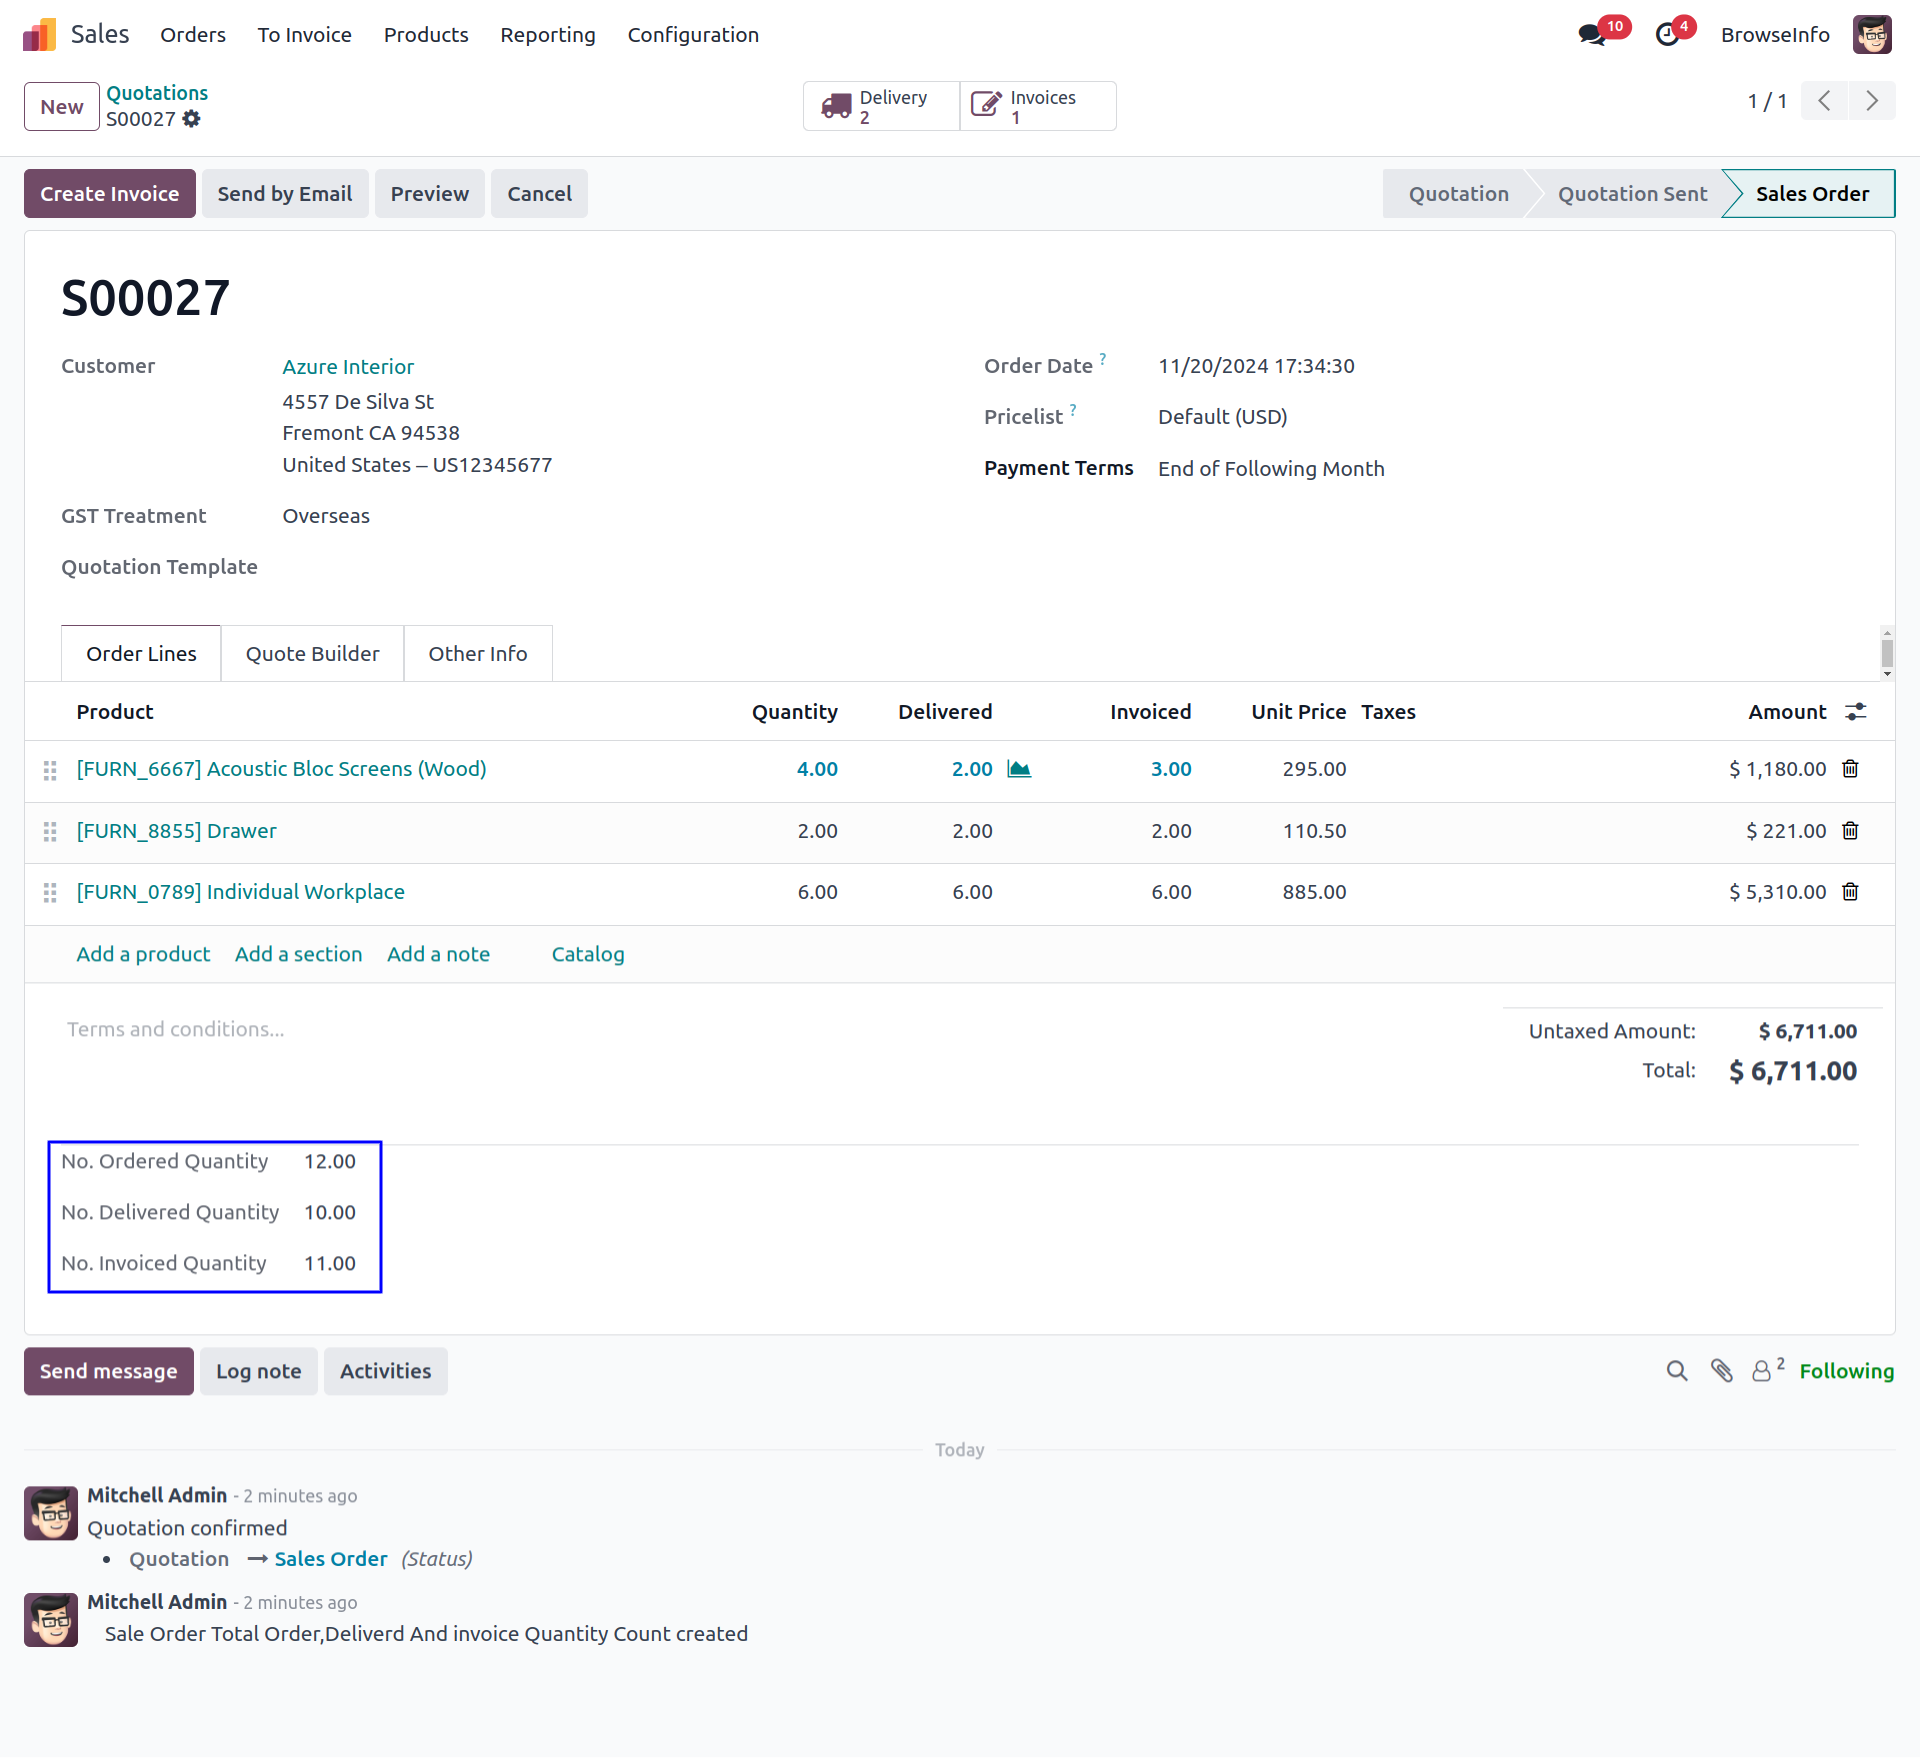 Sales Orders To Invoice Products Reporting Configuration 10 4 BrowseInfo
New Quotations
S00027
Delivery
2
Invoices
1
1 / 1
Create Invoice Send by Email Preview Cancel Quotation Quotation Sent Sales Order
S00027
Customer Azure Interior
4557 De Silva St
Fremont CA 94538
United States – US12345677
GST Treatment Overseas
Quotation Template
Order Date ? 11/20/2024 17:34:30
Pricelist ? Default (USD)
Payment Terms End of Following Month
Order Lines Quote Builder Other Info
Product Quantity Delivered Invoiced Unit Price Taxes Amount
[FURN_6667] Acoustic Bloc Screens (Wood) 4.00 2.00 3.00 295.00 $ 1,180.00
[FURN_8855] Drawer 2.00 2.00 2.00 110.50 $ 221.00
[FURN_0789] Individual Workplace 6.00 6.00 6.00 885.00 $ 5,310.00
Add a product Add a section Add a note Catalog
Terms and conditions...
Untaxed Amount: $ 6,711.00
Total: $ 6,711.00
No. Ordered Quantity 12.00
No. Delivered Quantity 10.00
No. Invoiced Quantity 11.00
Send message Log note Activities 2 Following
Today
Mitchell Admin - 2 minutes ago
Quotation confirmed
• Quotation → Sales Order (Status)
Mitchell Admin - 2 minutes ago
Sale Order Total Order,Deliverd And invoice Quantity Count created